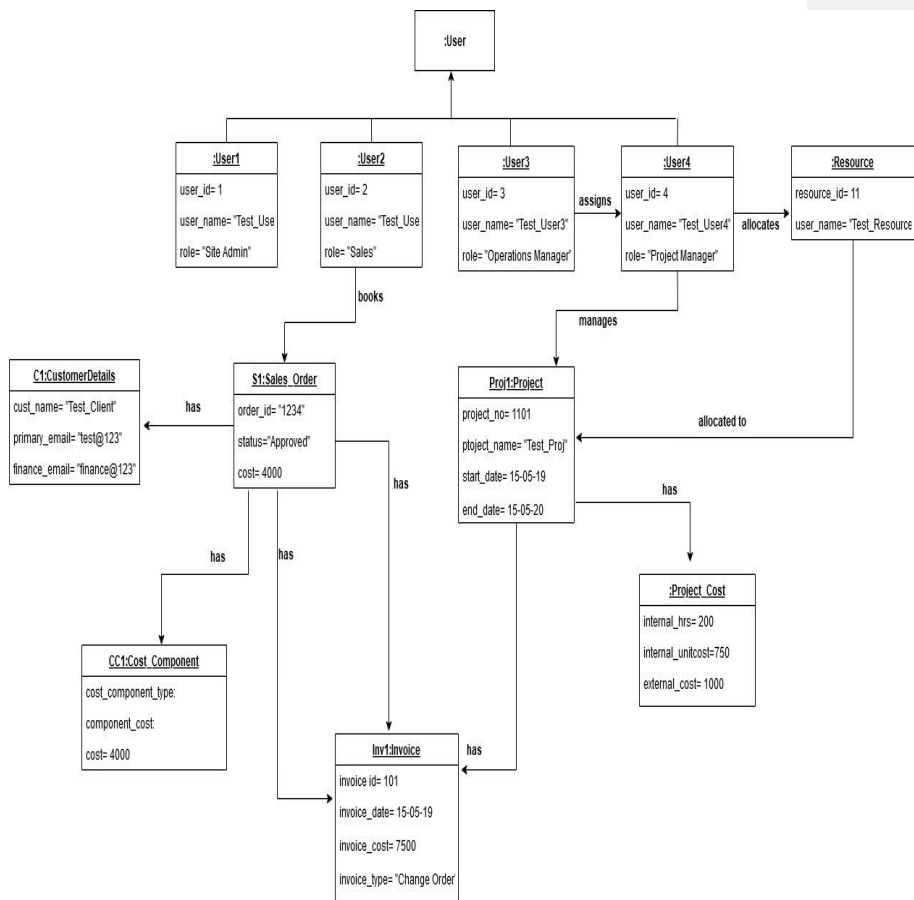 :User
:User1
user_id= 1
user_name= "Test_Use
role= "Site Admin"
:User2
user_id= 2
user_name= "Test_Use
role= "Sales"
:User3
user_id= 3
user_name= "Test_User3"
role= "Operations Manager"
assigns
:User4
user_id= 4
user_name= "Test_User4"
role= "Project Manager"
allocates
:Resource
resource_id= 11
user_name= "Test_Resource
books
manages
C1:CustomerDetails
cust_name= "Test_Client"
primary_email= "test@123"
finance_email= "finance@123"
has
S1:Sales_Order
order_id= "1234"
status="Approved"
cost= 4000
Proj1:Project
project_no= 1101
ptoject_name= "Test_Proj"
start_date= 15-05-19
end_date= 15-05-20
allocated to
has
has
has
has
:Project_Cost
internal_hrs= 200
internal_unitcost=750
external_cost= 1000
CC1:Cost_Component
cost_component_type:
component_cost:
cost= 4000
has
Inv1:Invoice
invoice id= 101
invoice_date= 15-05-19
invoice_cost= 7500
invoice_type= "Change Order"